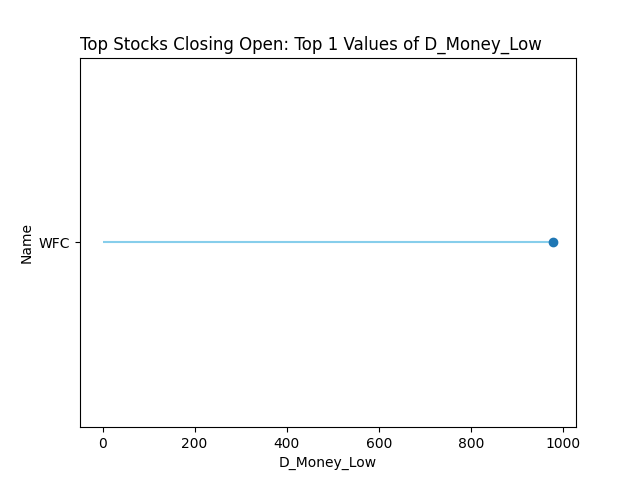 Top Stocks Closing Open: Top 1 Values of D_Money_Low
Name
WFC
0 200 400 600 800 1000
D_Money_Low